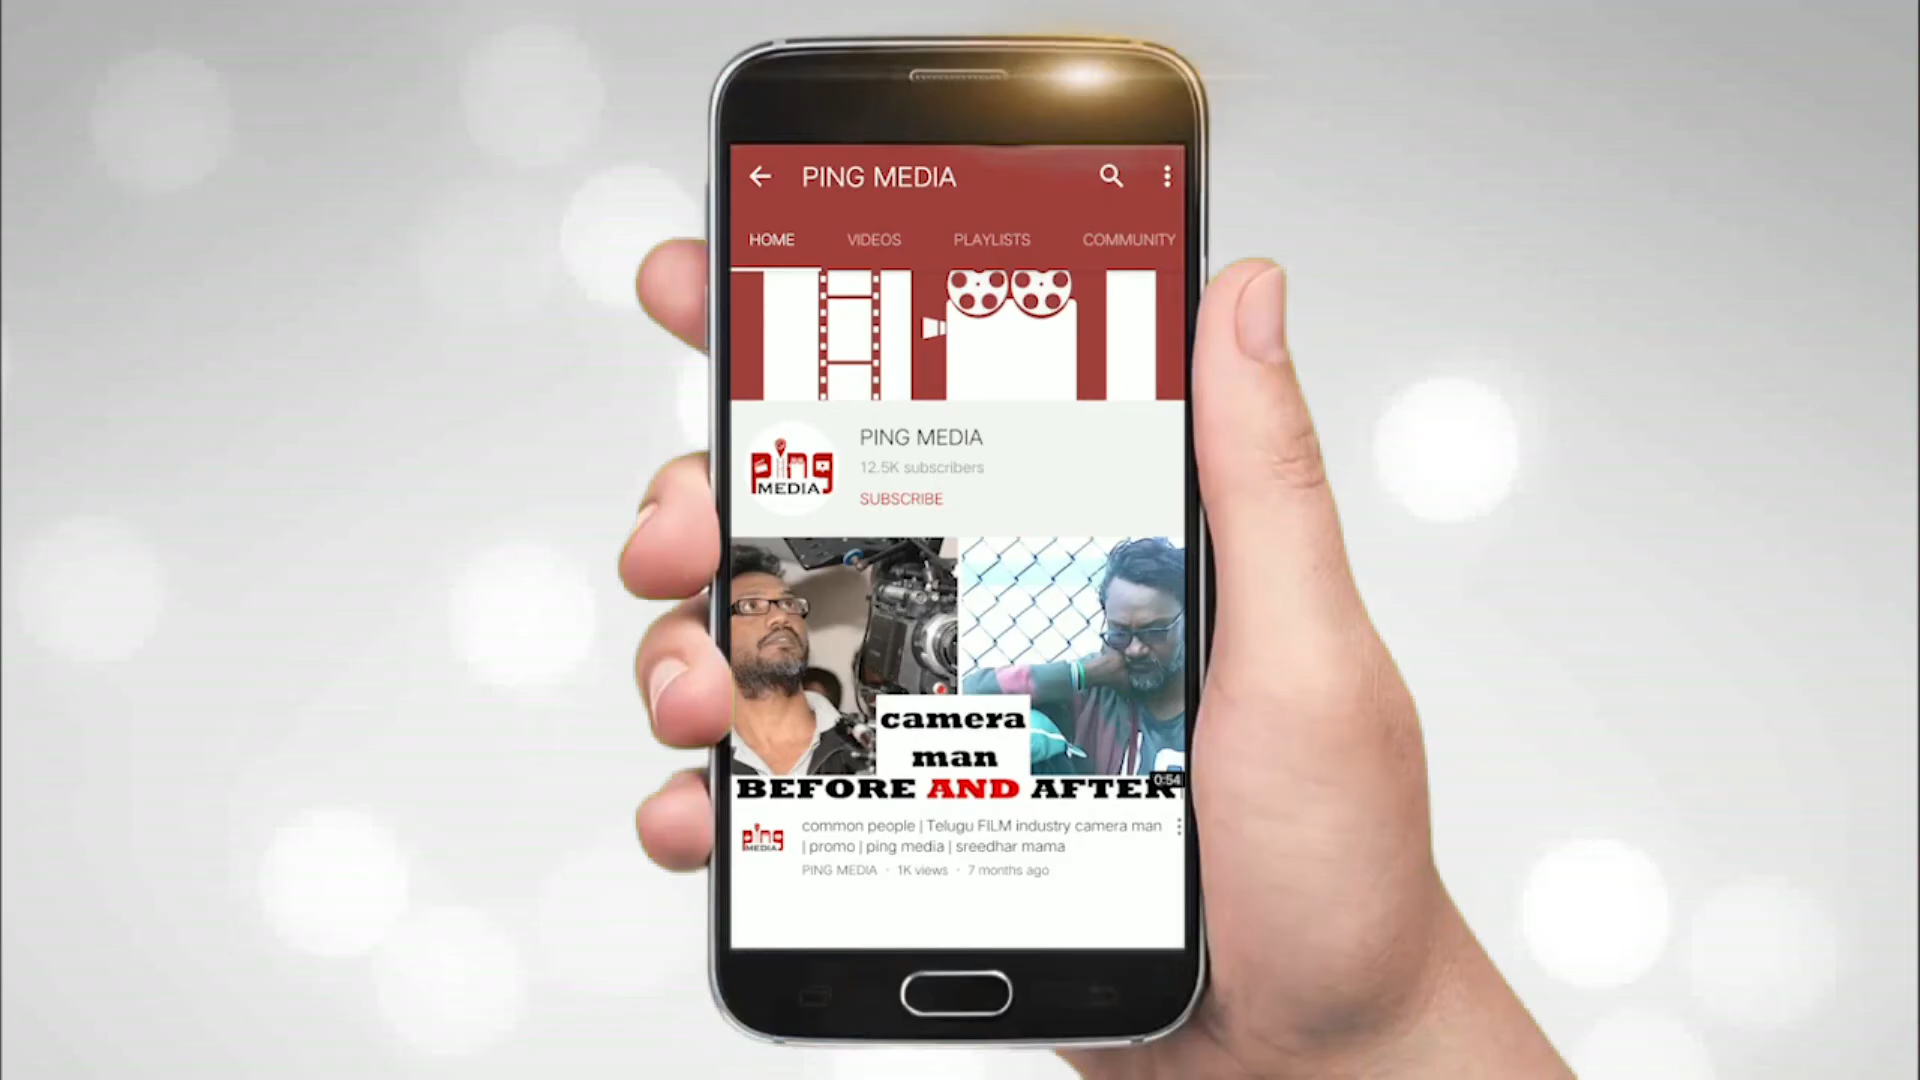 PING MEDIA
HOME VIDEOS PLAYLISTS COMMUNITY
PING MEDIA
12.5K subscribers
SUBSCRIBE
ping
MEDIA
camera
man
BEFORE AND AFTER
0:54
ping
MEDIA
common people | Telugu FILM industry camera man
| promo | ping media | sreedhar mama
PING MEDIA · 1K views · 7 months ago